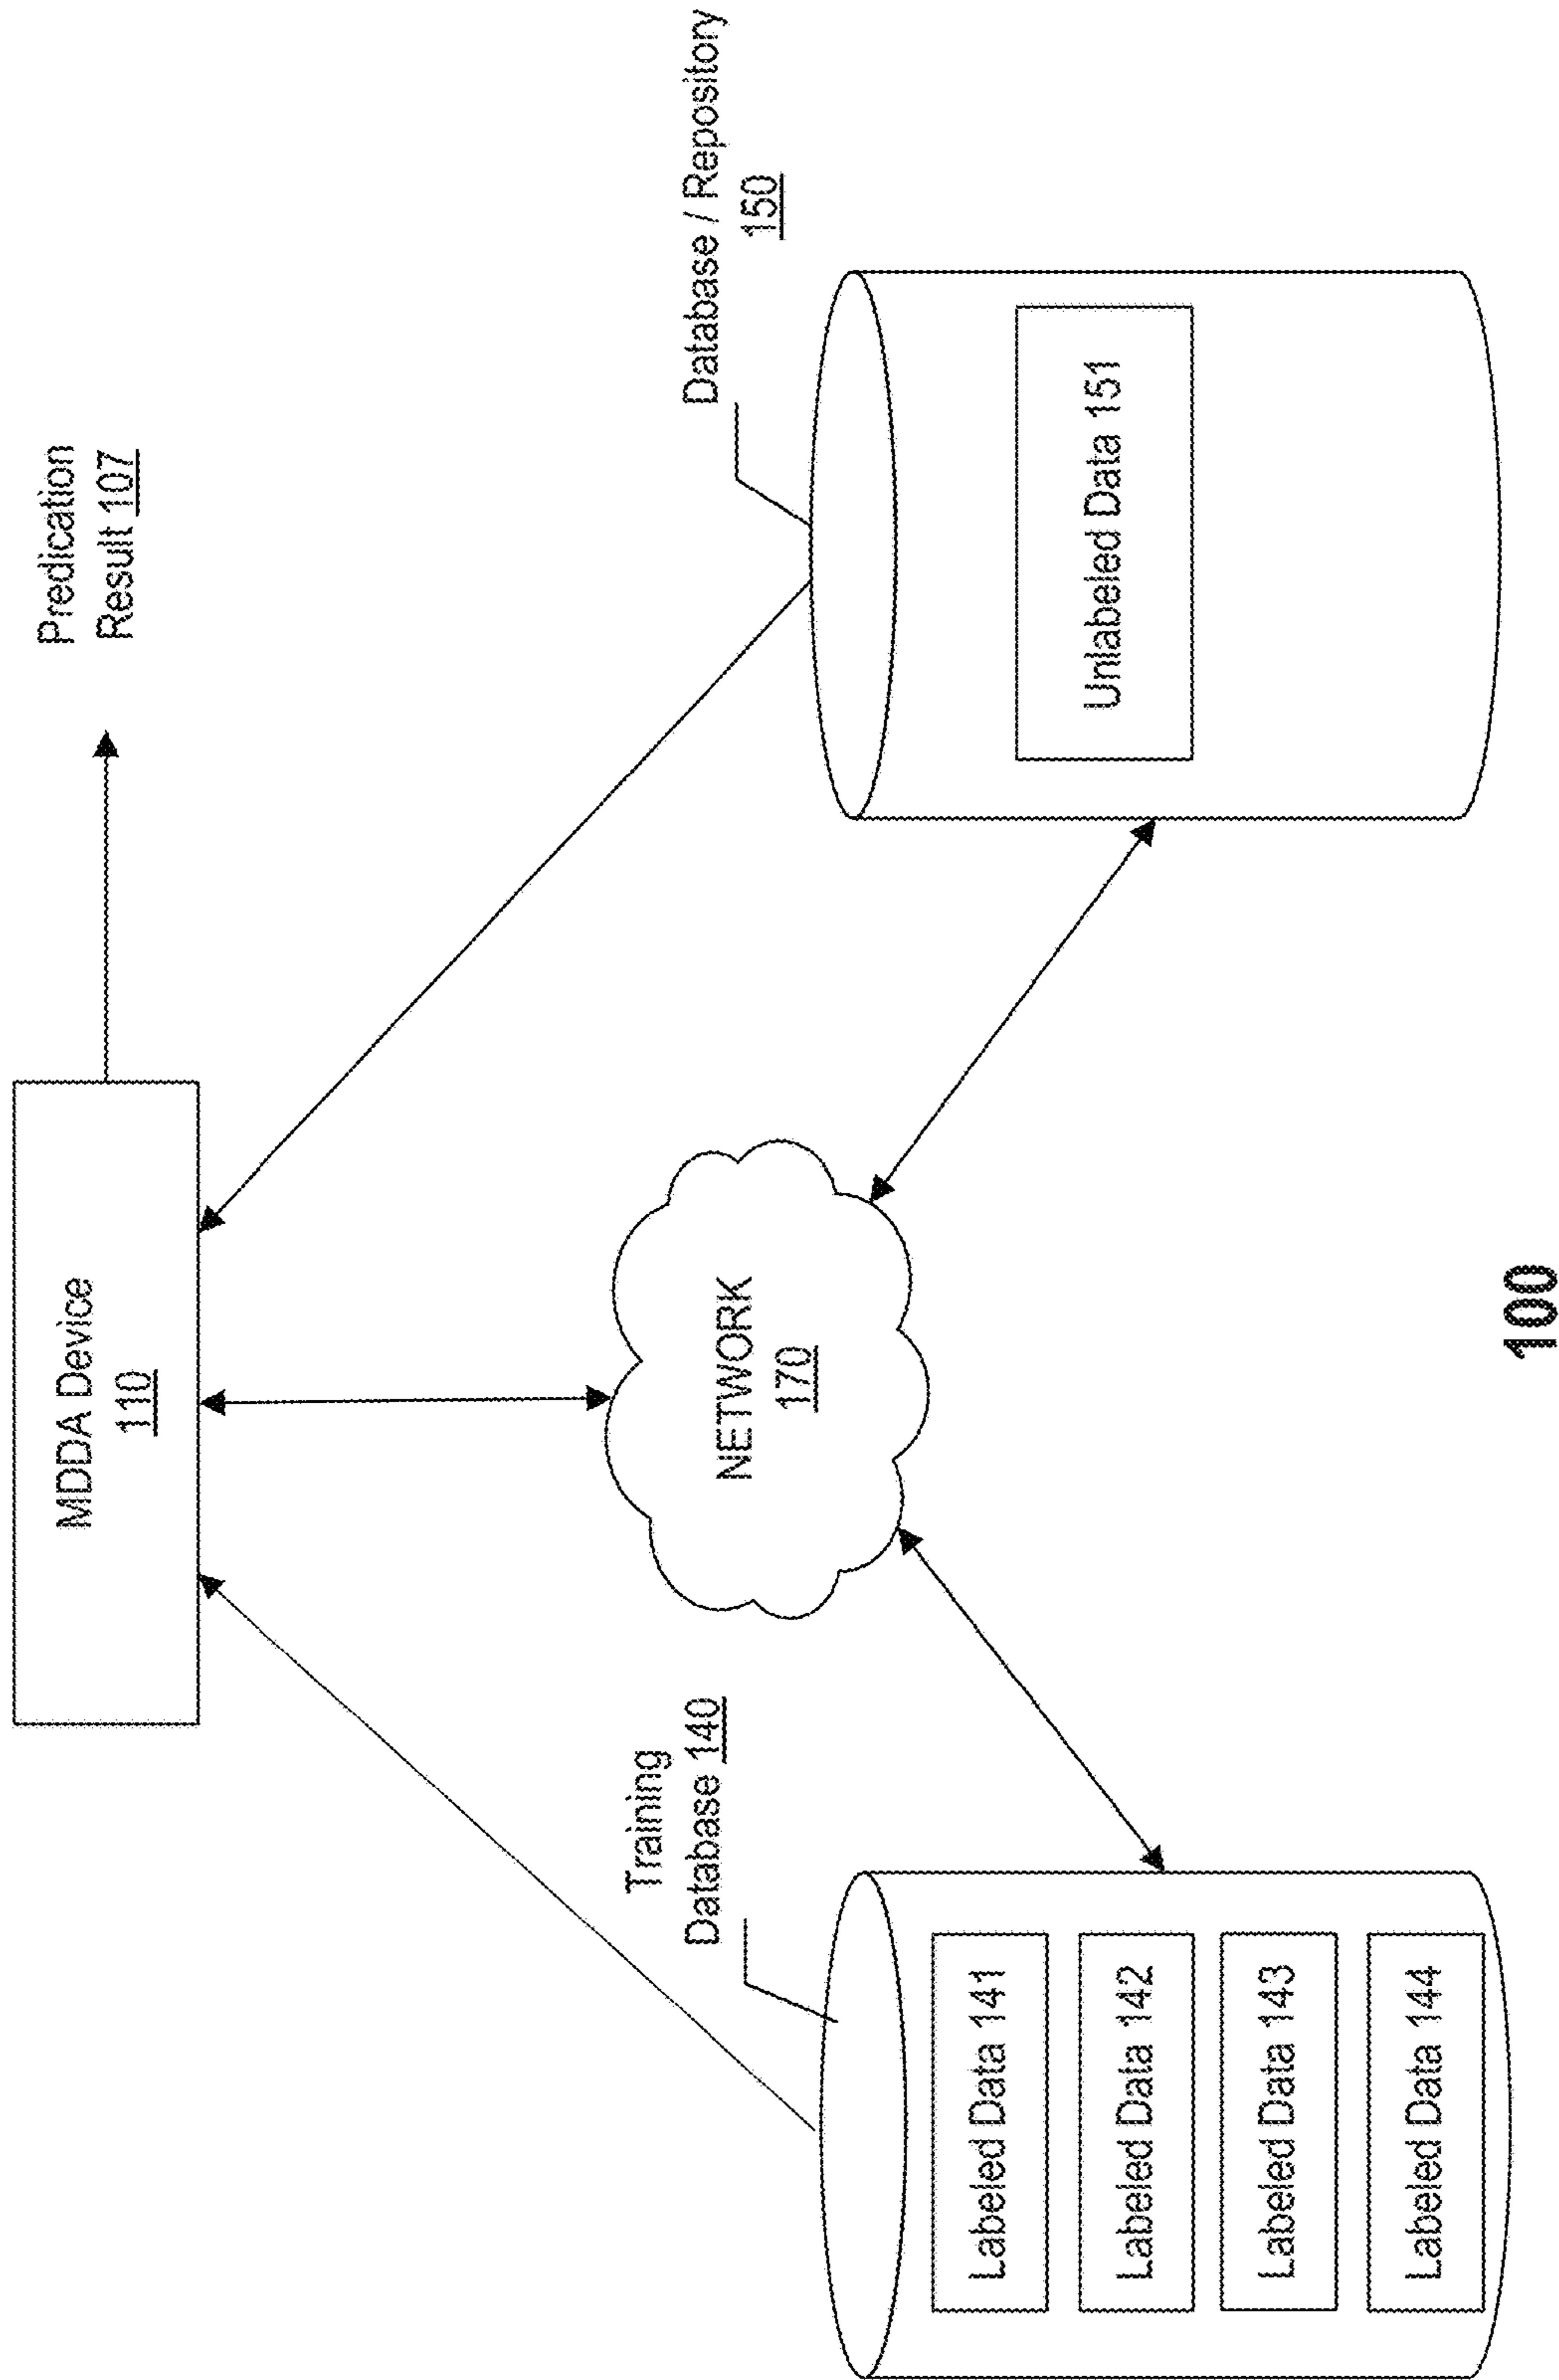 MDDA Device
110
Predication
Result 107
Training
Database 140
NETWORK
170
Database / Repository
150
Labeled Data 141
Labeled Data 142
Labeled Data 143
Labeled Data 144
Unlabeled Data 151
100